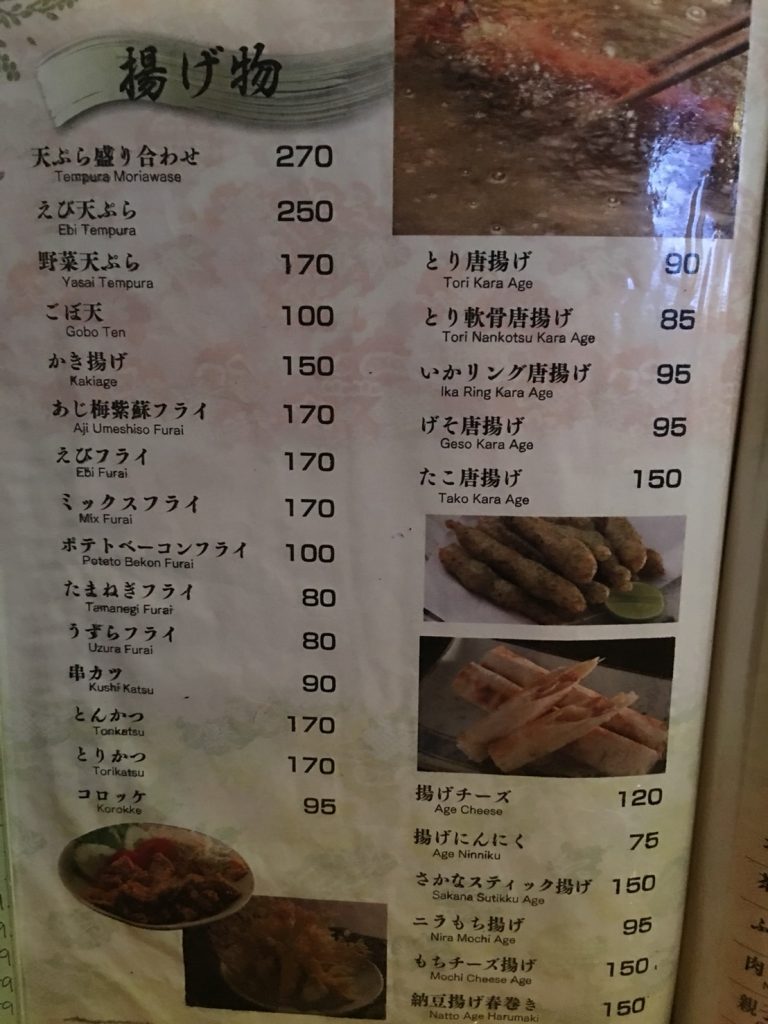 揚げ物
天ぷら盛り合わせ 270
Tempura Moriawase
えび天ぷら 250
Ebi Tempura
野菜天ぷら 170
Yasai Tempura
ごぼ天 100
Gobo Ten
かき揚げ 150
Kakiage
あじ梅紫蘇フライ 170
Aji Umeshiso Furai
えびフライ 170
Ebi Furai
ミックスフライ 170
Mix Furai
ポテトベーコンフライ 100
Poteto Bekon Furai
たまねぎフライ 80
Tamanegi Furai
うずらフライ 80
Uzura Furai
串カツ 90
Kushi Katsu
とんかつ 170
Tonkatsu
とりかつ 170
Torikatsu
コロッケ 95
Korokke
とり唐揚げ 90
Tori Kara Age
とり軟骨唐揚げ 85
Tori Nankotsu Kara Age
いかリング唐揚げ 95
Ika Ring Kara Age
げそ唐揚げ 95
Geso Kara Age
たこ唐揚げ 150
Tako Kara Age
揚げチーズ 120
Age Cheese
揚げにんにく 75
Age Ninniku
さかなスティック揚げ 150
Sakana Sutikku Age
ニラもち揚げ 95
Nira Mochi Age
もちチーズ揚げ 150
Mochi Cheese Age
納豆揚げ春巻き 150
Natto Age Harumaki
肉
親子